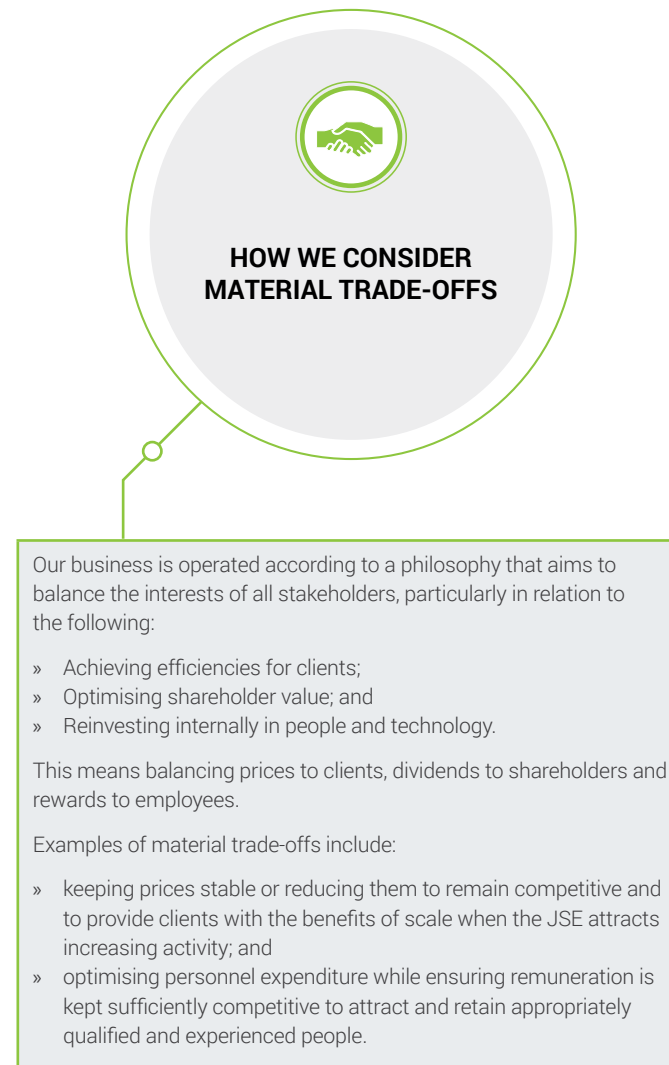 HOW WE CONSIDER
MATERIAL TRADE-OFFS
Our business is operated according to a philosophy that aims to
balance the interests of all stakeholders, particularly in relation to
the following:
» Achieving efficiencies for clients;
» Optimising shareholder value; and
» Reinvesting internally in people and technology.
This means balancing prices to clients, dividends to shareholders and
rewards to employees.
Examples of material trade-offs include:
» keeping prices stable or reducing them to remain competitive and
to provide clients with the benefits of scale when the JSE attracts
increasing activity; and
» optimising personnel expenditure while ensuring remuneration is
kept sufficiently competitive to attract and retain appropriately
qualified and experienced people.